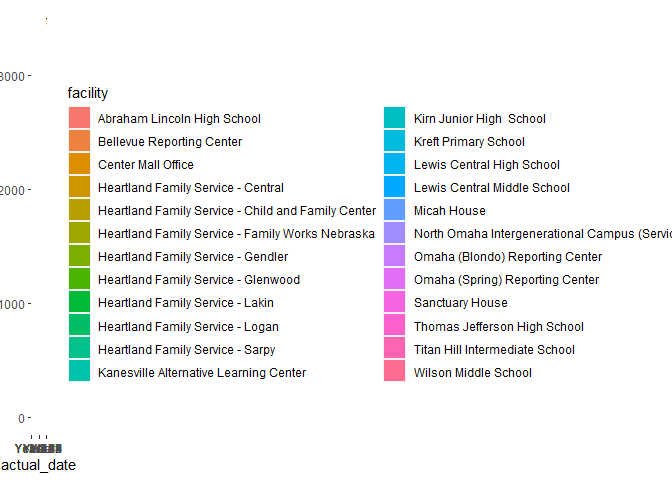 3000
2000
1000
0
actual_date
facility
Abraham Lincoln High School
Bellevue Reporting Center
Center Mall Office
Heartland Family Service - Central
Heartland Family Service - Child and Family Center
Heartland Family Service - Family Works Nebraska
Heartland Family Service - Gendler
Heartland Family Service - Glenwood
Heartland Family Service - Lakin
Heartland Family Service - Logan
Heartland Family Service - Sarpy
Kanesville Alternative Learning Center
Kirn Junior High  School
Kreft Primary School
Lewis Central High School
Lewis Central Middle School
Micah House
North Omaha Intergenerational Campus (Servic
Omaha (Blondo) Reporting Center
Omaha (Spring) Reporting Center
Sanctuary House
Thomas Jefferson High School
Titan Hill Intermediate School
Wilson Middle School